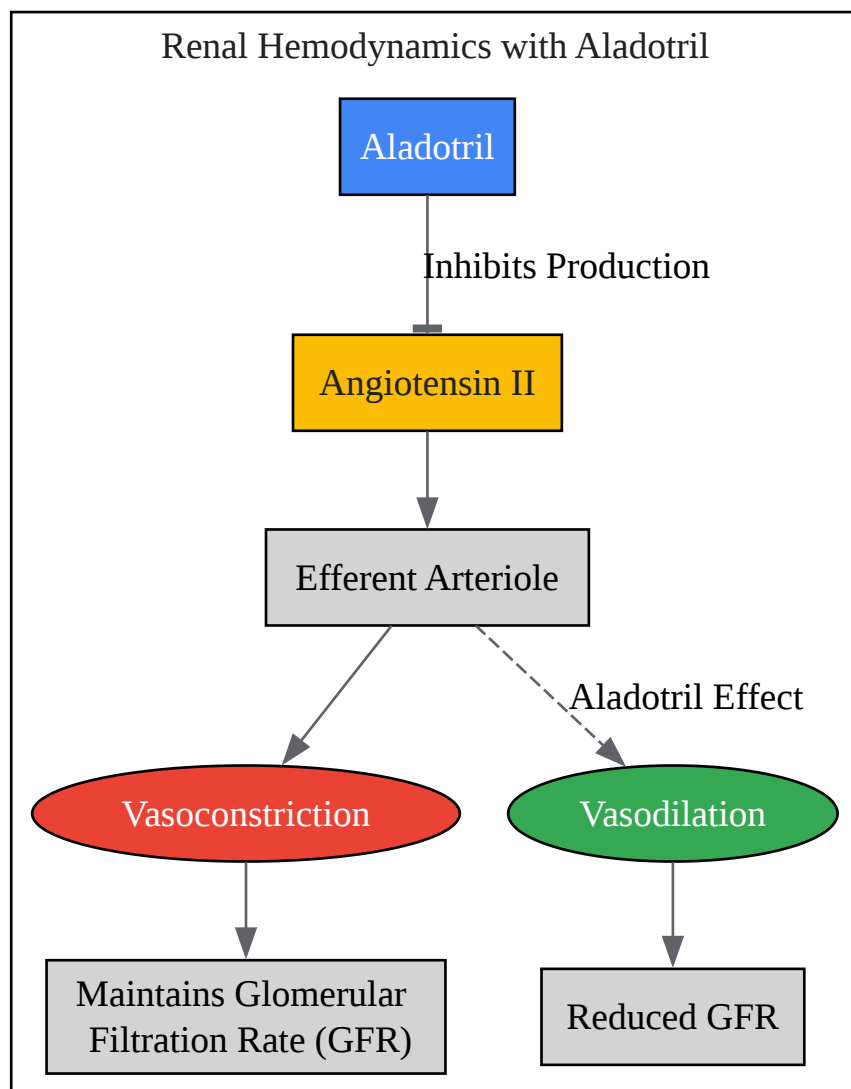 Renal Hemodynamics with Aladotril
Aladotril
Inhibits Production
Angiotensin II
Efferent Arteriole
Aladotril Effect
Vasoconstriction
Vasodilation
Maintains Glomerular
Filtration Rate (GFR)
Reduced GFR